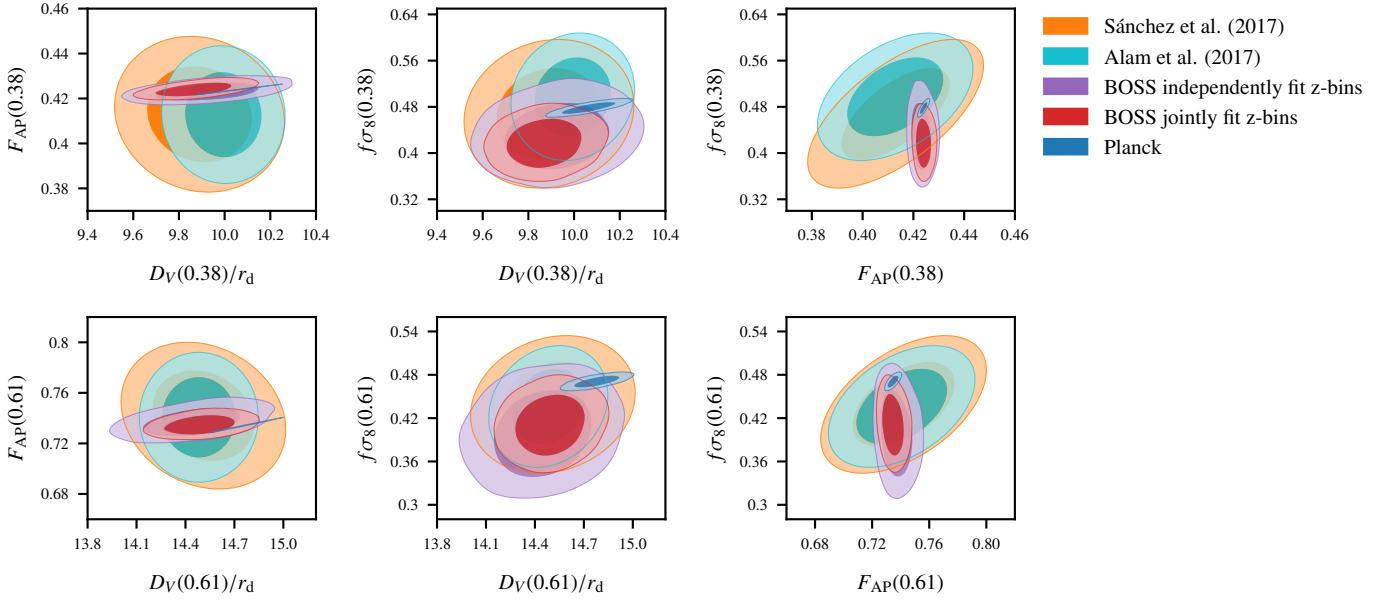 0.46
0.44
0.42
0.4
0.38
F_AP(0.38)
9.4 9.6 9.8 10.0 10.2 10.4
D_V(0.38)/r_d
0.64
0.56
0.48
0.4
0.32
fσ_8(0.38)
9.4 9.6 9.8 10.0 10.2 10.4
D_V(0.38)/r_d
0.64
0.56
0.48
0.4
0.32
fσ_8(0.38)
0.38 0.40 0.42 0.44 0.46
F_AP(0.38)
Sánchez et al. (2017)
Alam et al. (2017)
BOSS independently fit z-bins
BOSS jointly fit z-bins
Planck
0.8
0.76
0.72
0.68
F_AP(0.61)
13.8 14.1 14.4 14.7 15.0
D_V(0.61)/r_d
0.54
0.48
0.42
0.36
0.3
fσ_8(0.61)
13.8 14.1 14.4 14.7 15.0
D_V(0.61)/r_d
0.54
0.48
0.42
0.36
0.3
fσ_8(0.61)
0.68 0.72 0.76 0.80
F_AP(0.61)